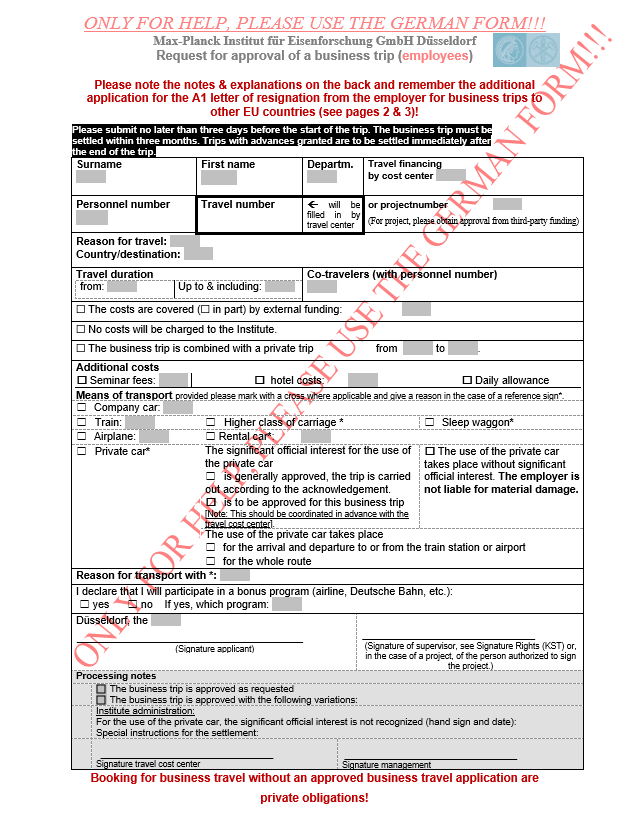 ONLY FOR HELP, PLEASE USE THE GERMAN FORM!!!
Max-Planck Institut für Eisenforschung GmbH Düsseldorf
Request for approval of a business trip (employees)
Please note the notes & explanations on the back and remember the additional
application for the A1 letter of resignation from the employer for business trips to
other EU countries (see pages 2 & 3)!
Please submit no later than three days before the start of the trip. The business trip must be
settled within three months. Trips with advances granted are to be settled immediately after
the end of the trip.
Surname First name Departm. Travel financing
by cost center
Personnel number Travel number ← will be
filled in by
travel center
or projectnumber
(For project, please obtain approval from third-party funding)
Reason for travel:
Country/destination:
Travel duration Co-travelers (with personnel number)
from: Up to & including:
☐ The costs are covered (☐ in part) by external funding:
☐ No costs will be charged to the Institute.
☐ The business trip is combined with a private trip from to .
Additional costs
☐ Seminar fees: ☐ hotel costs: ☐ Daily allowance
Means of transport provided please mark with a cross where applicable and give a reason in the case of a reference sign*.
☐ Company car:
☐ Train: ☐ Higher class of carriage * ☐ Sleep waggon*
☐ Airplane: ☐ Rental car*:
☐ Private car* The significant official interest for the use of
the private car
☐ is generally approved, the trip is carried
out according to the acknowledgement.
☐ is to be approved for this business trip
[Note: This should be coordinated in advance with the
travel cost center].
☐ The use of the private car
takes place without significant
official interest. The employer is
not liable for material damage.
The use of the private car takes place
☐ for the arrival and departure to or from the train station or airport
☐ for the whole route
Reason for transport with *:
I declare that I will participate in a bonus program (airline, Deutsche Bahn, etc.):
☐ yes ☐ no If yes, which program:
Düsseldorf, the
(Signature applicant)
(Signature of supervisor, see Signature Rights (KST) or,
in the case of a project, of the person authorized to sign
the project.)
Processing notes
☐ The business trip is approved as requested
☐ The business trip is approved with the following variations:
Institute administration:
For the use of the private car, the significant official interest is not recognized (hand sign and date):
Special instructions for the settlement:
Signature travel cost center Signature management
Booking for business travel without an approved business travel application are
private obligations!
ONLY FOR HELP, PLEASE USE THE GERMAN FORM!!!